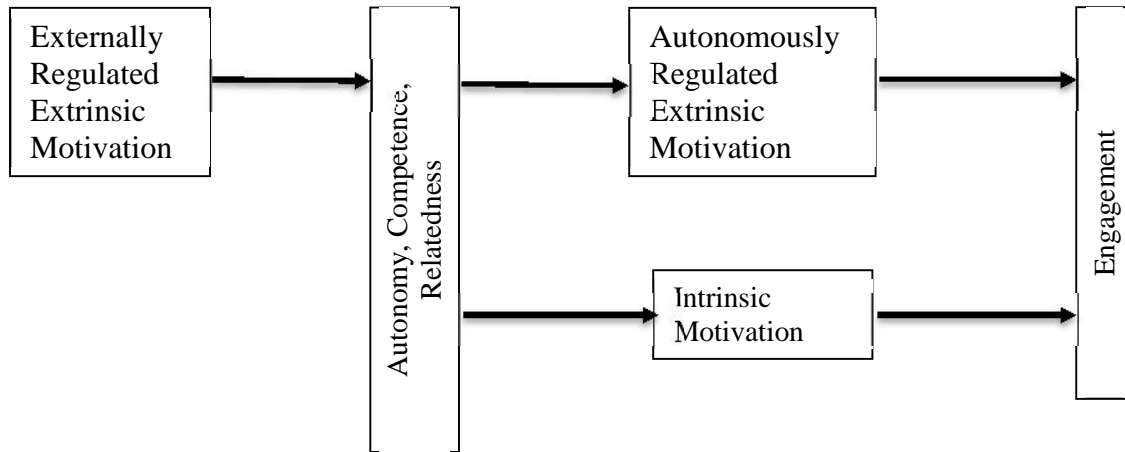 Externally
Regulated
Extrinsic
Motivation
Autonomy, Competence,
Relatedness
Autonomously
Regulated
Extrinsic
Motivation
Intrinsic
Motivation
Engagement